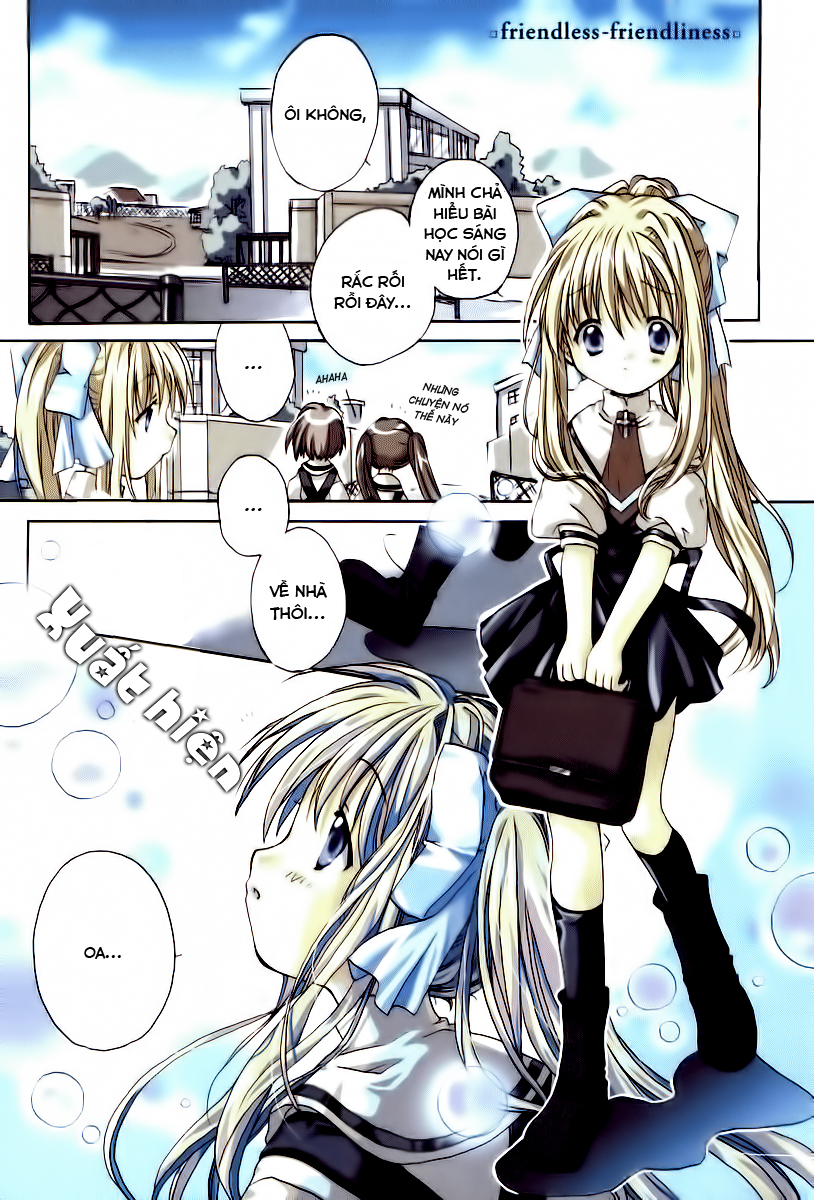 friendless-friendliness
ÔI KHÔNG,
MÌNH CHẢ
HIỂU BÀI
HỌC SÁNG
NAY NÓI GÌ
HẾT.
RẮC RỐI
RỒI ĐÂY...
...
AHAHA
NHƯNG
CHUYỆN NÓ
THẾ NÀY
...
VỀ NHÀ
THÔI...
Xuất hiện
OA...